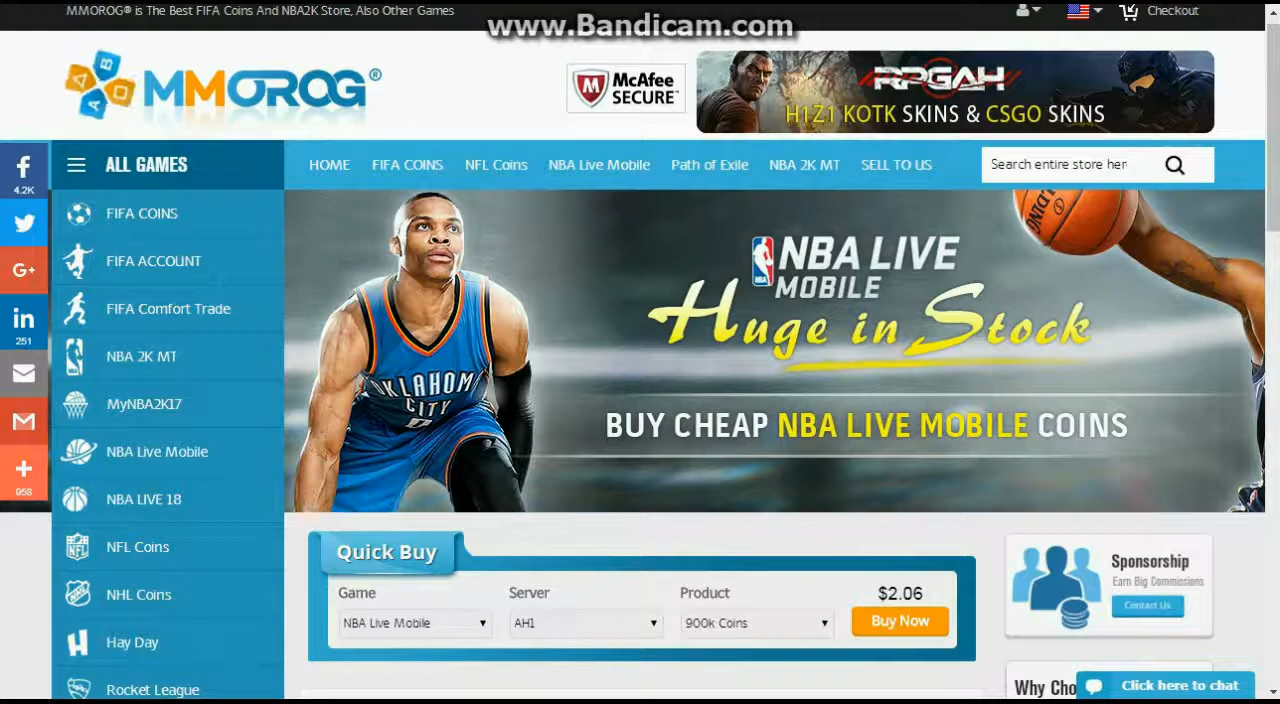 MMOROG® is The Best FIFA Coins And NBA2K Store, Also Other Games
www.Bandicam.com
Checkout
MMOROG®
McAfee SECURE™
RPGAH
H1Z1 KOTK SKINS & CSGO SKINS
4.2K
251
958
ALL GAMES
HOME FIFA COINS NFL Coins NBA Live Mobile Path of Exile NBA 2K MT SELL TO US
Search entire store her
FIFA COINS
FIFA ACCOUNT
FIFA Comfort Trade
NBA 2K MT
MyNBA2K17
NBA Live Mobile
NBA LIVE 18
NFL Coins
NHL Coins
Hay Day
Rocket League
NBA LIVE
MOBILE
Huge in Stock
BUY CHEAP NBA LIVE MOBILE COINS
OKLAHOMA
CITY
Quick Buy
Game Server Product $2.06
NBA Live Mobile AH1 900k Coins Buy Now
Sponsorship
Earn Big Commissions
Contact Us
Why Cho
Click here to chat